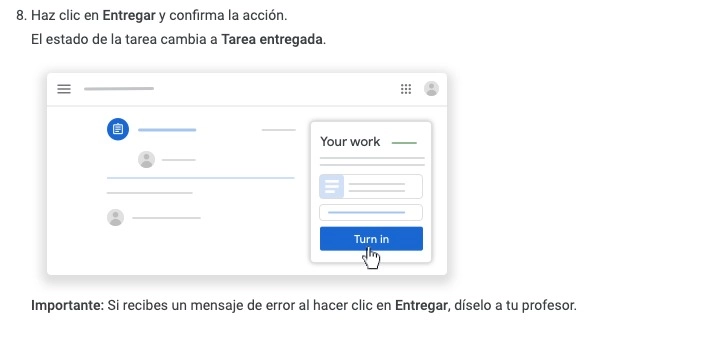 8. Haz clic en Entregar y confirma la acción.
El estado de la tarea cambia a Tarea entregada.
Your work
Turn in
Importante: Si recibes un mensaje de error al hacer clic en Entregar, díselo a tu profesor.